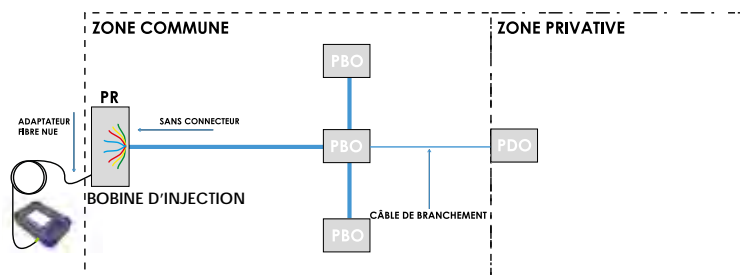 ZONE COMMUNE
ZONE PRIVATIVE
PBO
PR
ADAPTATEUR
FIBRE NUE
SANS CONNECTEUR
PBO
PDO
BOBINE D'INJECTION
CÂBLE DE BRANCHEMENT
PBO